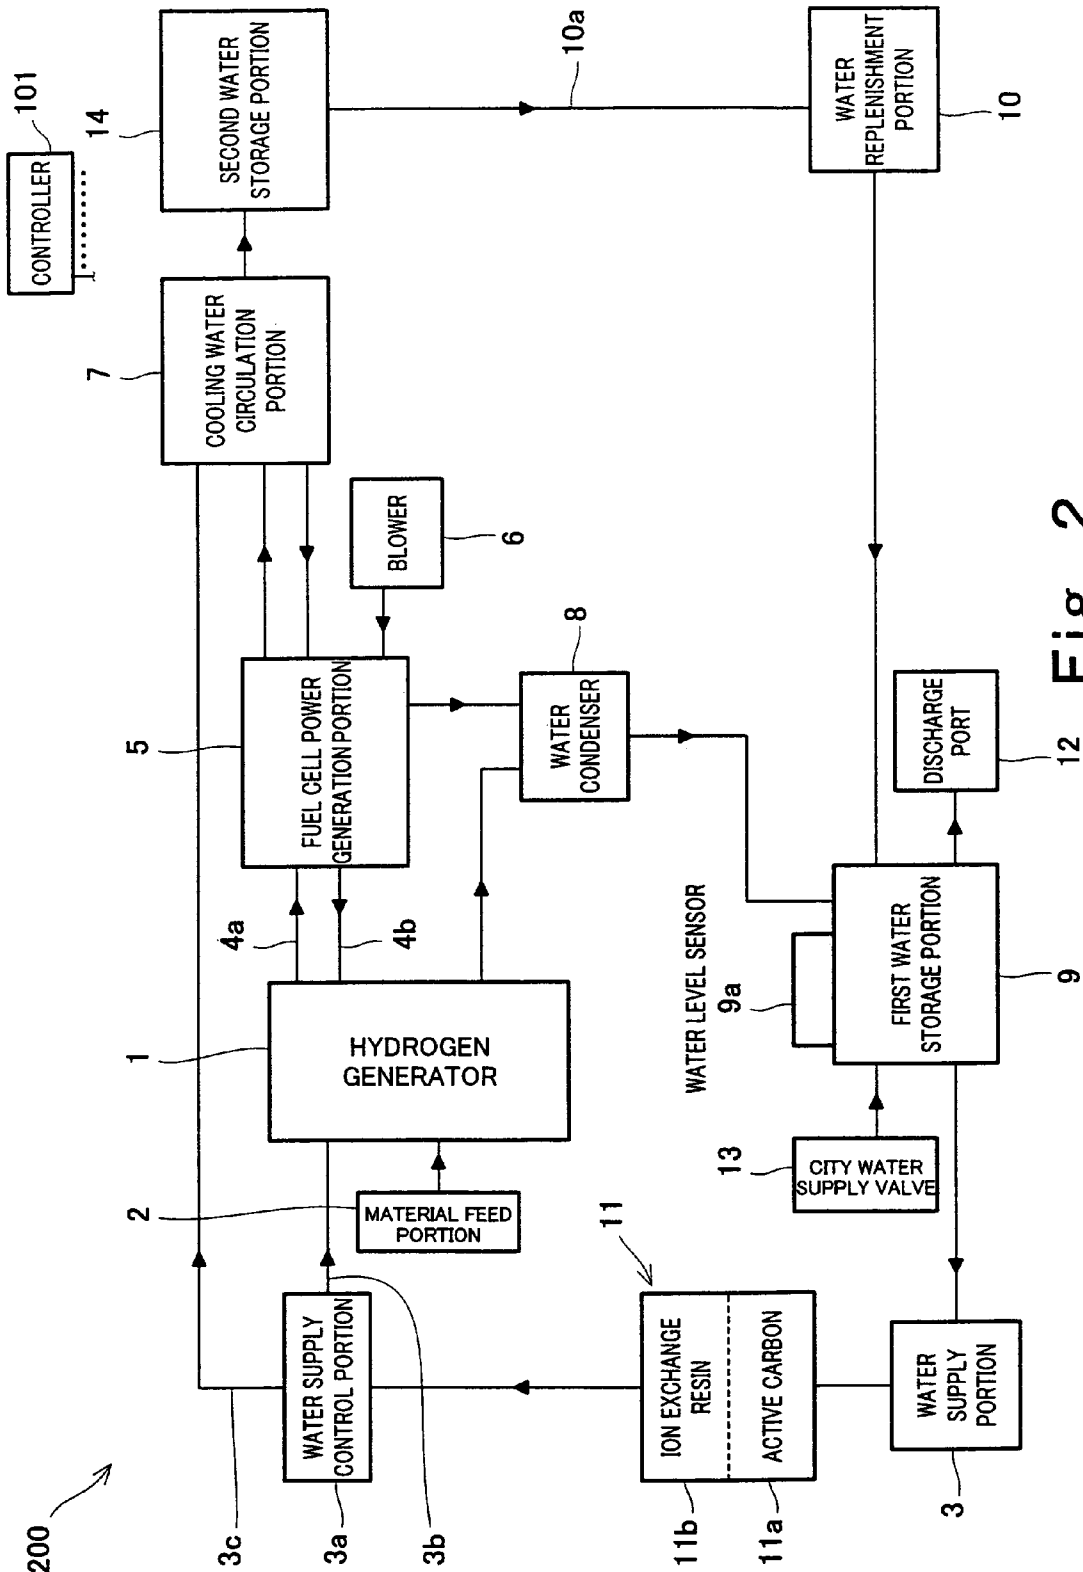 Fig. 2
200
CONTROLLER
101
3c
7
14
COOLING WATER
CIRCULATION
PORTION
SECOND WATER
STORAGE PORTION
3a
WATER SUPPLY
CONTROL PORTION
3b
2
MATERIAL FEED
PORTION
1
HYDROGEN
GENERATOR
4a
4b
5
FUEL CELL POWER
GENERATION PORTION
BLOWER
6
10a
8
WATER
CONDENSER
11
11b
ION EXCHANGE
RESIN
11a
ACTIVE CARBON
WATER LEVEL SENSOR
9a
13
CITY WATER
SUPPLY VALVE
FIRST WATER
STORAGE PORTION
9
DISCHARGE
PORT
12
WATER
REPLENISHMENT
PORTION
10
WATER
SUPPLY
PORTION
3